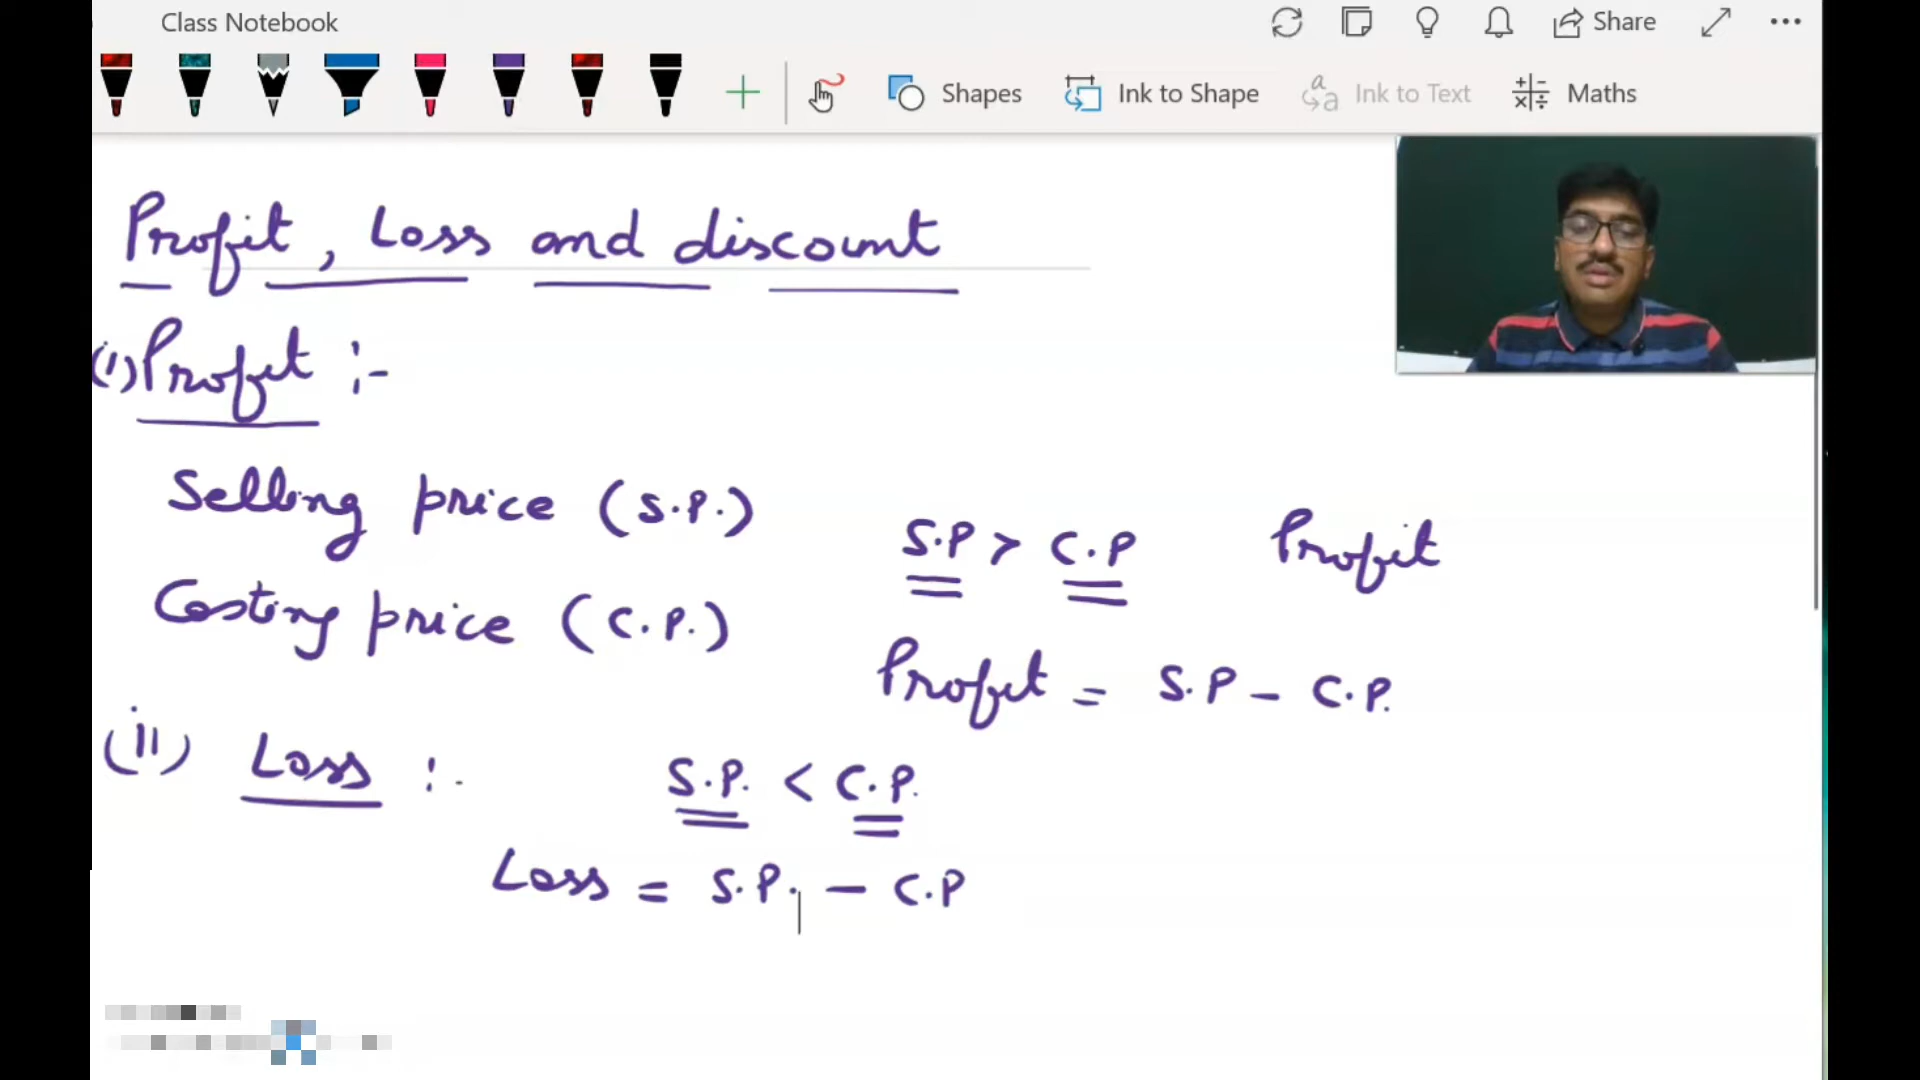 Class Notebook
Share
Shapes
Ink to Shape
Ink to Text
Maths
Profit, Loss and discount
(i) Profit :-
Selling price (S.P.)
Costing price (C.P.)
S.P > C.P Profit
Profit = S.P - C.P.
(ii) Loss :-
S.P. < C.P.
Loss = S.P. - C.P